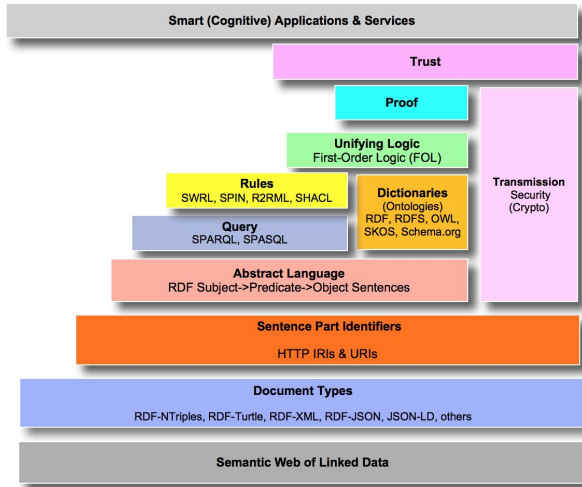 Smart (Cognitive) Applications & Services
Trust
Proof
Unifying Logic
First-Order Logic (FOL)
Transmission
Security
(Crypto)
Rules
SWRL, SPIN, R2RML, SHACL
Dictionaries
(Ontologies)
RDF, RDFS, OWL,
SKOS, Schema.org
Query
SPARQL, SPASQL
Abstract Language
RDF Subject->Predicate->Object Sentences
Sentence Part Identifiers
HTTP IRIs & URIs
Document Types
RDF-NTriples, RDF-Turtle, RDF-XML, RDF-JSON, JSON-LD, others
Semantic Web of Linked Data